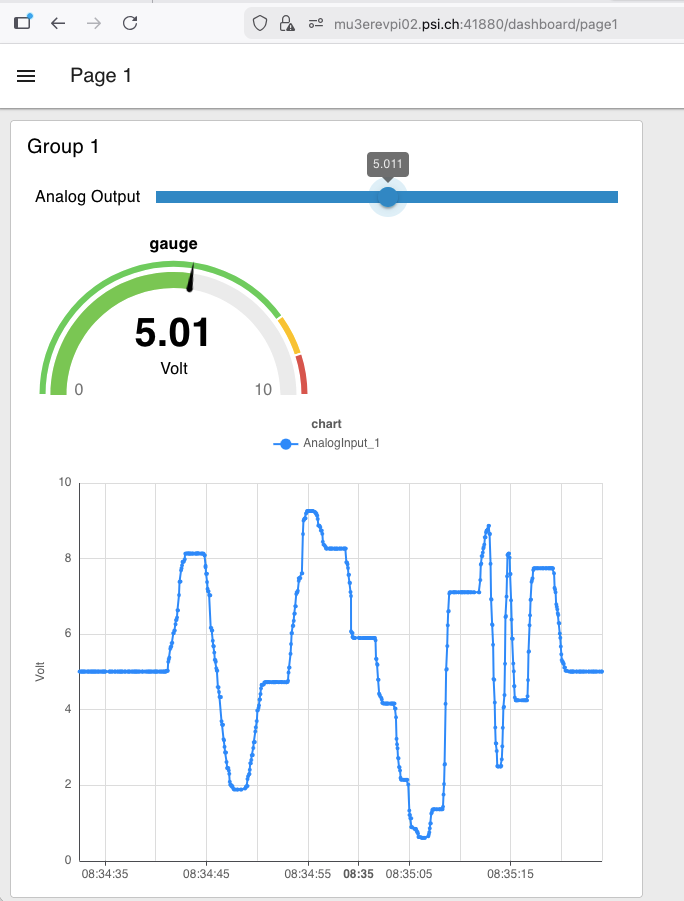 mu3erevpi02.psi.ch:41880/dashboard/page1
Page 1
Group 1
5.011
Analog Output
gauge
5.01
Volt
0 10
chart
AnalogInput_1
10
8
6
Volt
4
2
0
08:34:35 08:34:45 08:34:55 08:35 08:35:05 08:35:15